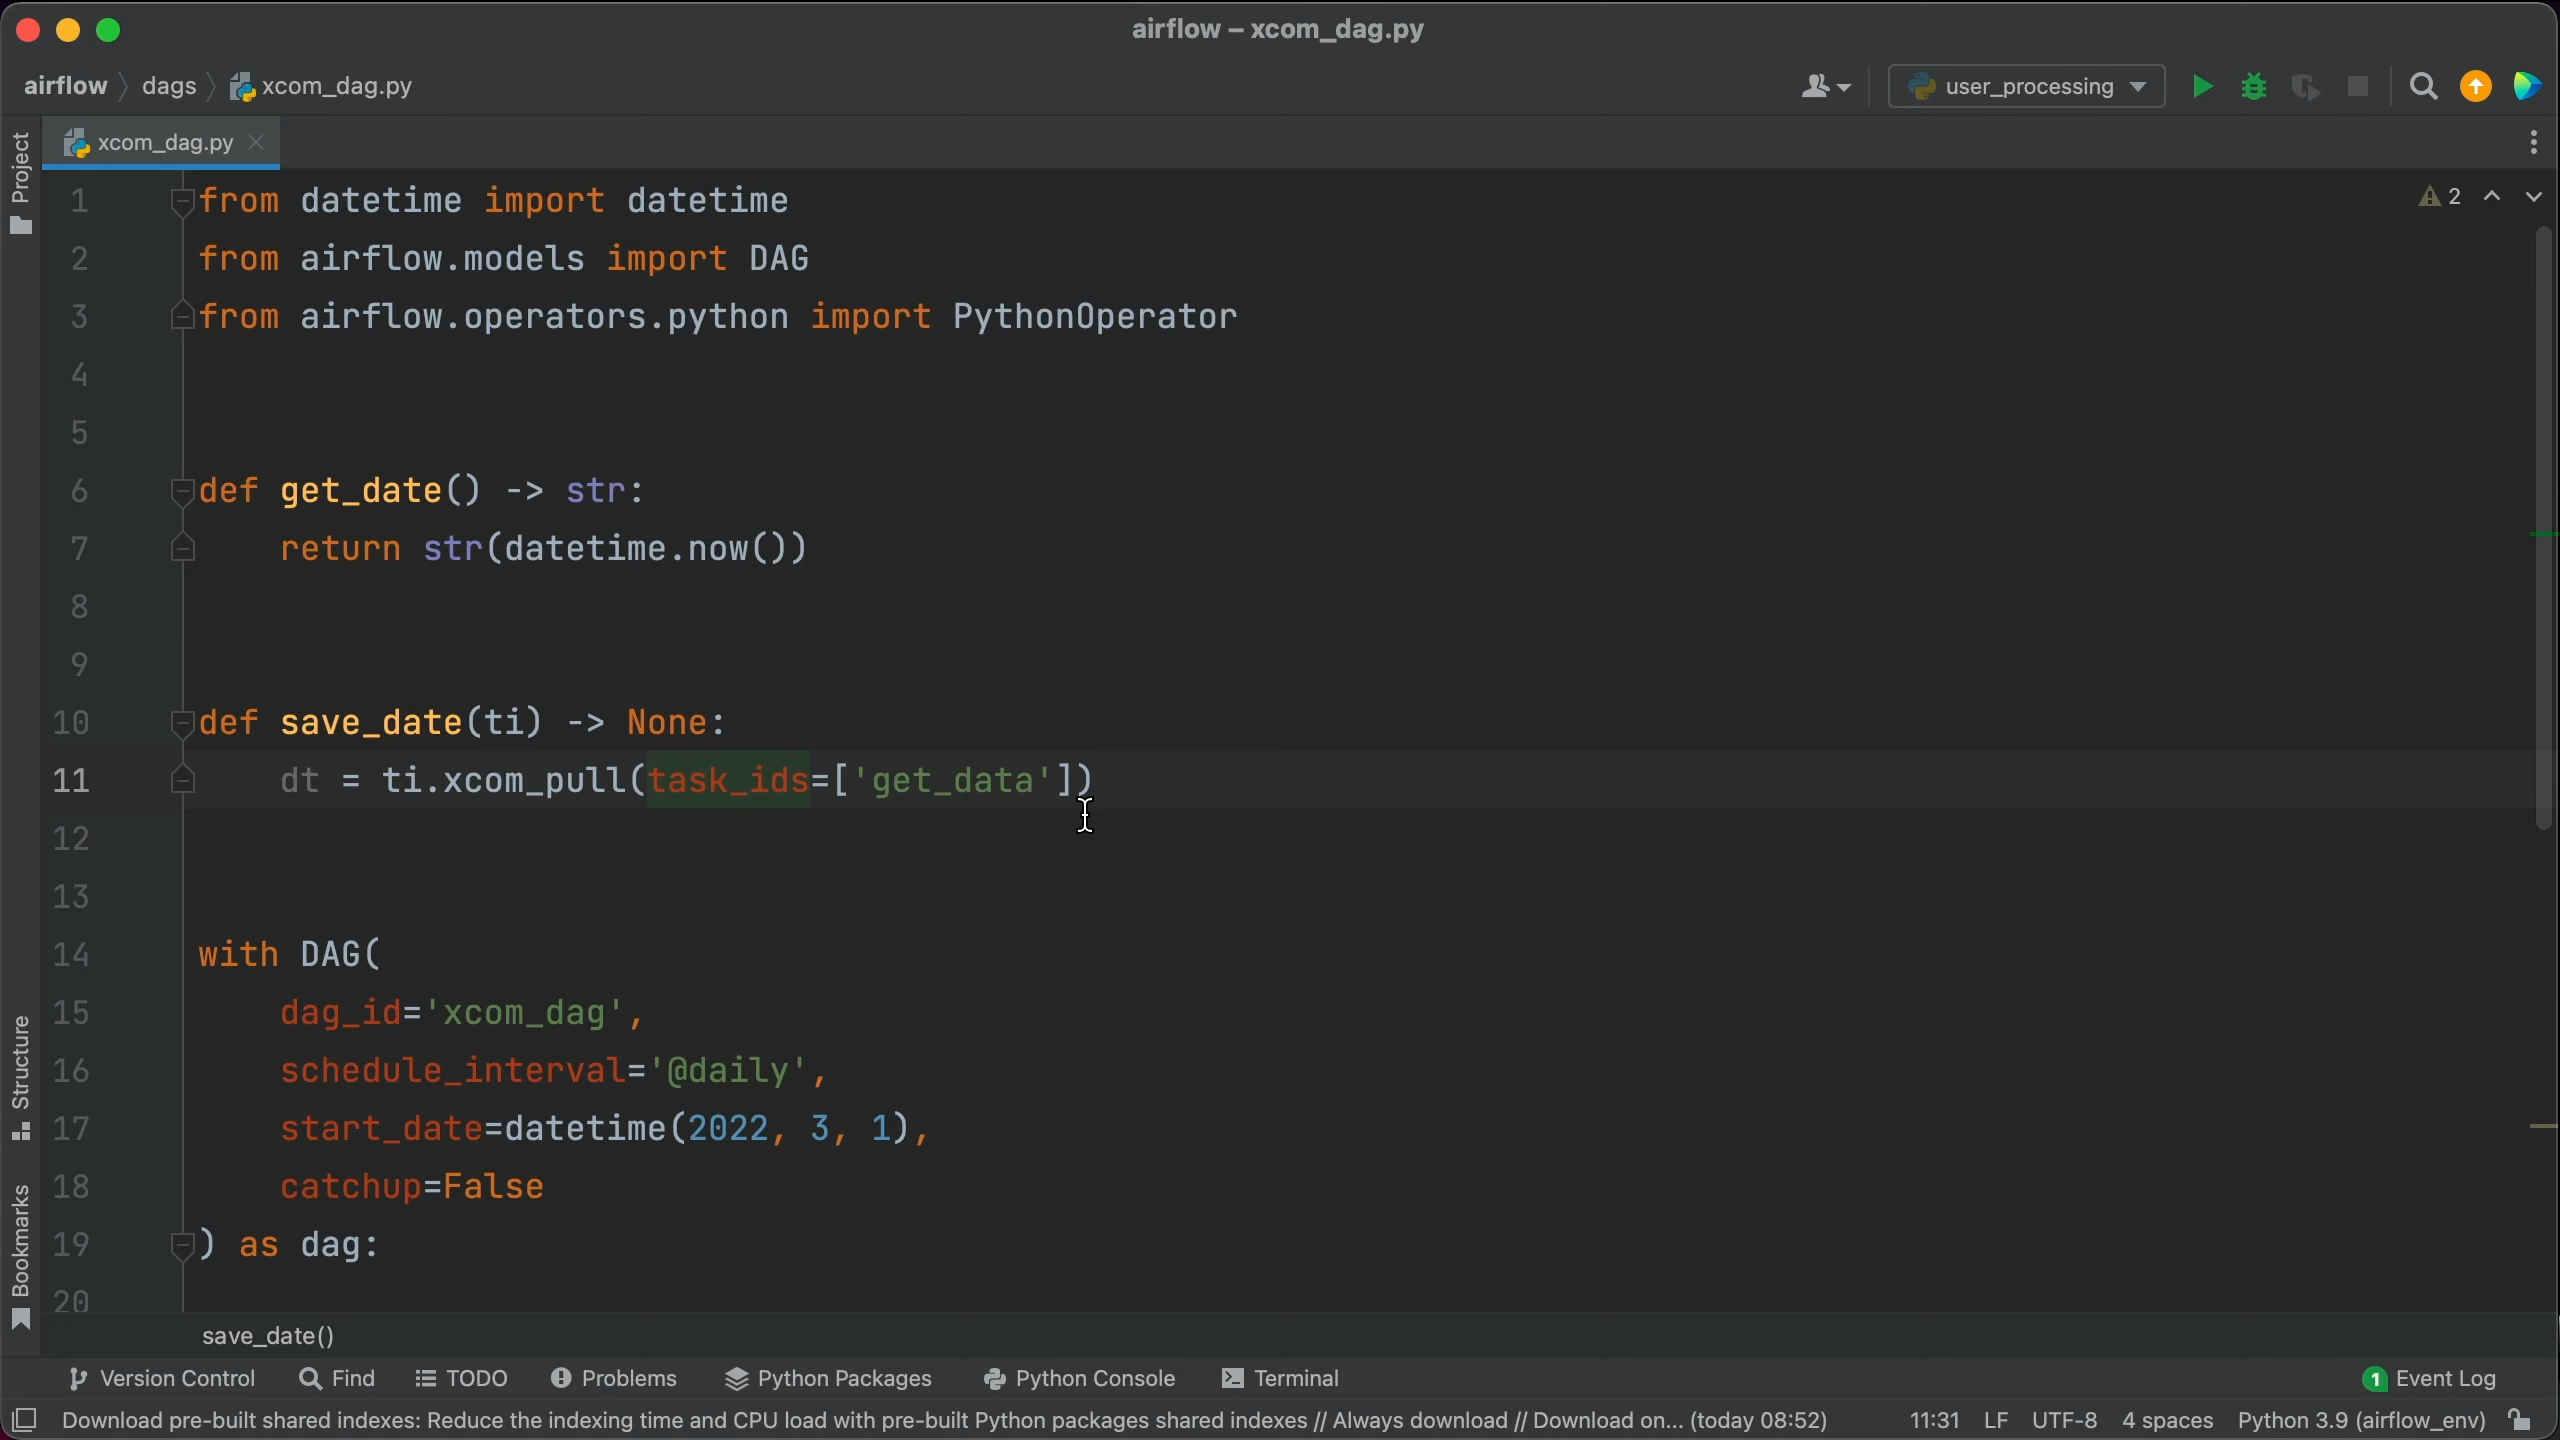 airflow – xcom_dag.py
airflow dags xcom_dag.py user_processing
xcom_dag.py
Project
Structure
Bookmarks
2
1 from datetime import datetime
2 from airflow.models import DAG
3 from airflow.operators.python import PythonOperator
4
5
6 def get_date() -> str:
7     return str(datetime.now())
8
9
10 def save_date(ti) -> None:
11     dt = ti.xcom_pull(task_ids=['get_data'])
12
13
14 with DAG(
15     dag_id='xcom_dag',
16     schedule_interval='@daily',
17     start_date=datetime(2022, 3, 1),
18     catchup=False
19 ) as dag:
20
save_date()
Version Control Find TODO Problems Python Packages Python Console Terminal 1 Event Log
Download pre-built shared indexes: Reduce the indexing time and CPU load with pre-built Python packages shared indexes // Always download // Download on... (today 08:52) 11:31 LF UTF-8 4 spaces Python 3.9 (airflow_env)